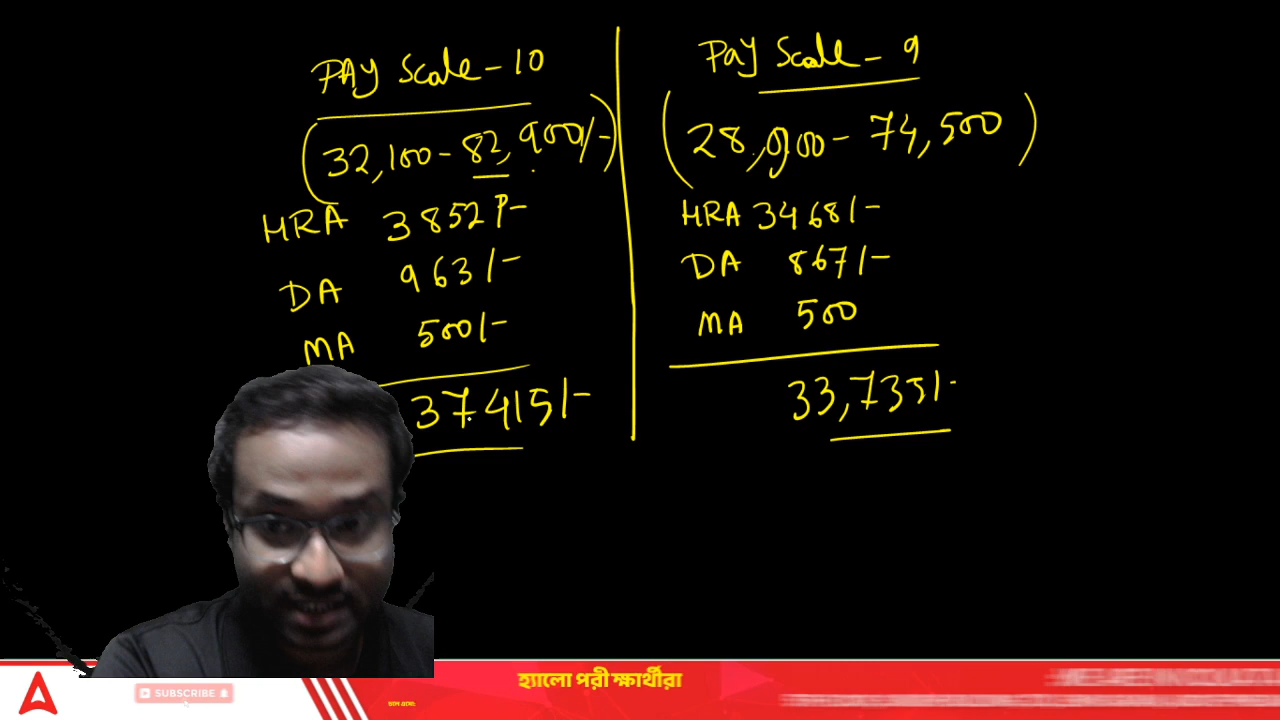 PAY Scale - 10
(32,100 - 82,900/-)
HRA 3852/-
DA 963/-
MA 500/-
37415/-
Pay Scale - 9
(28,900 - 74,500)
HRA 3468/-
DA 867/-
MA 500
33,735/-
SUBSCRIBE
হ্যালো পরীক্ষার্থীরা